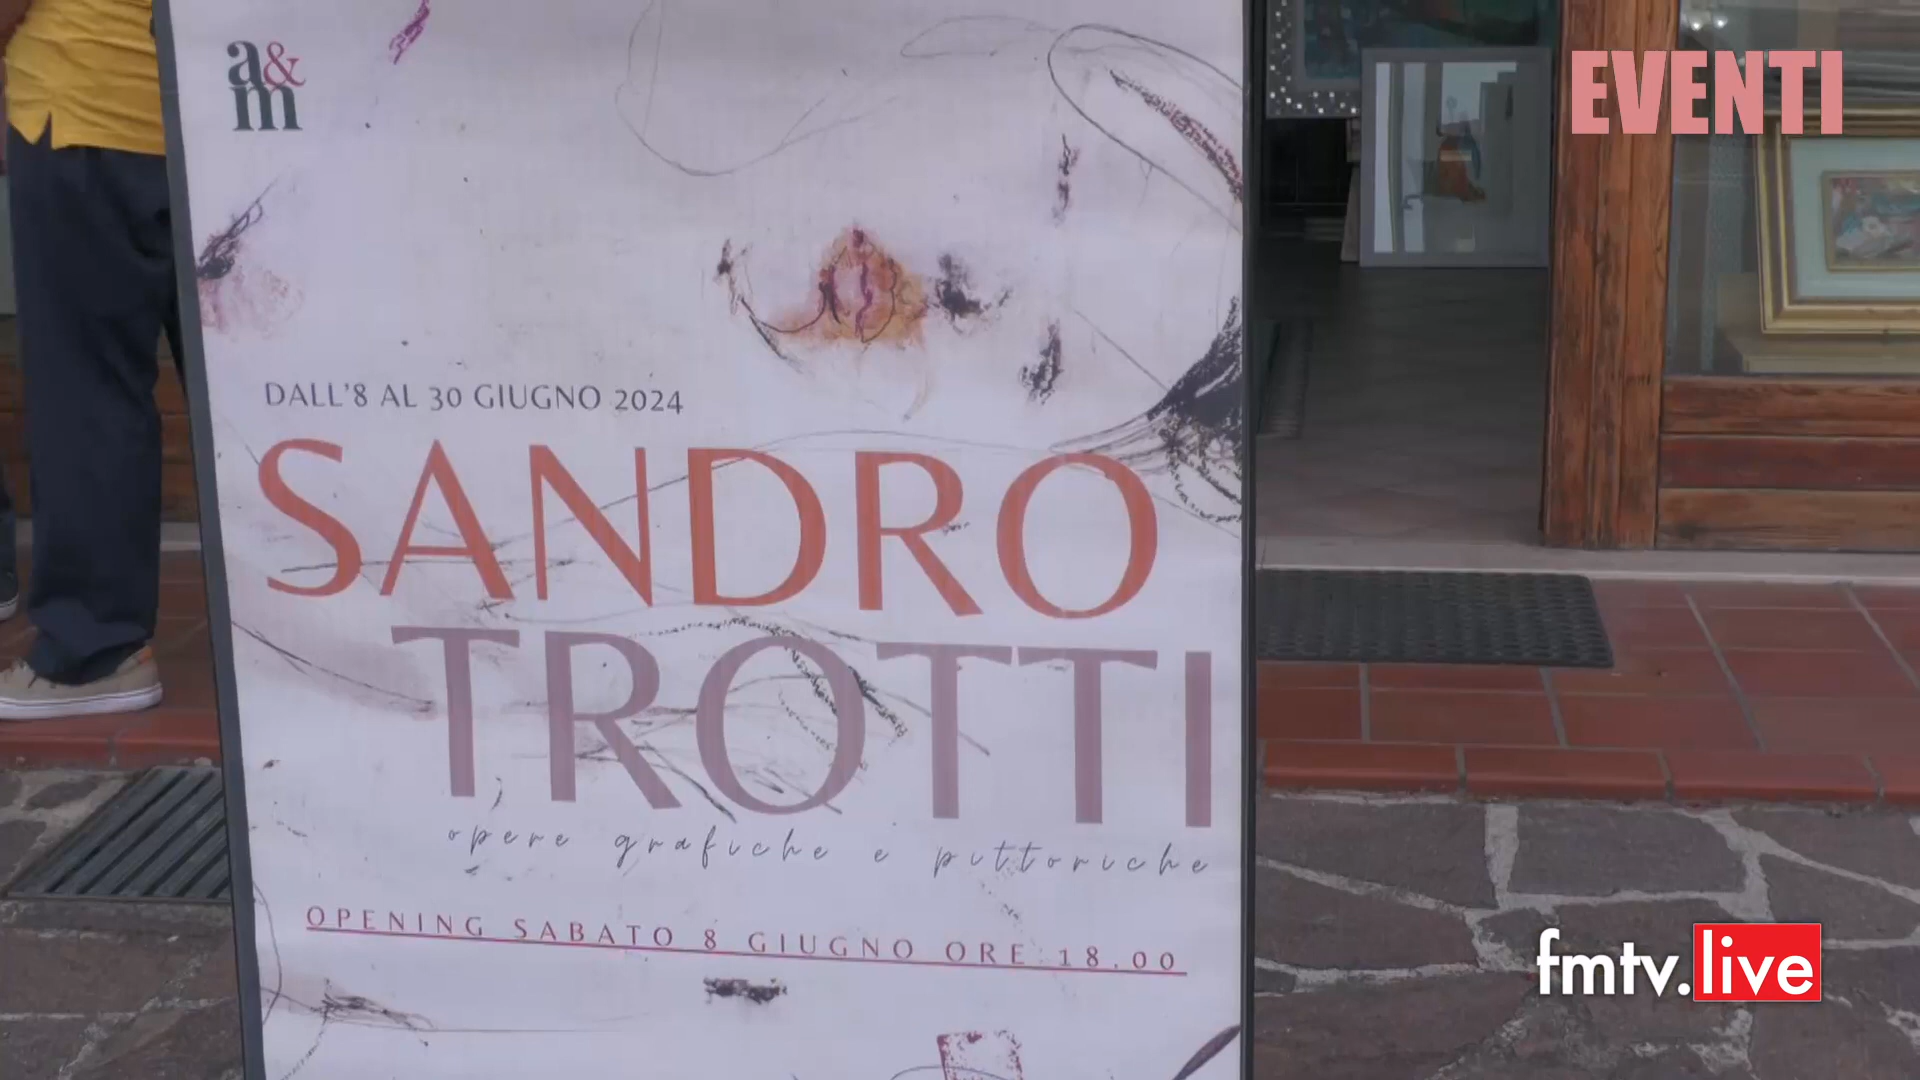 a&
m
EVENTI
DALL'8 AL 30 GIUGNO 2024
SANDRO
TROTTI
opere grafiche e pittoriche
OPENING SABATO 8 GIUGNO ORE 18.00
fmtv.live